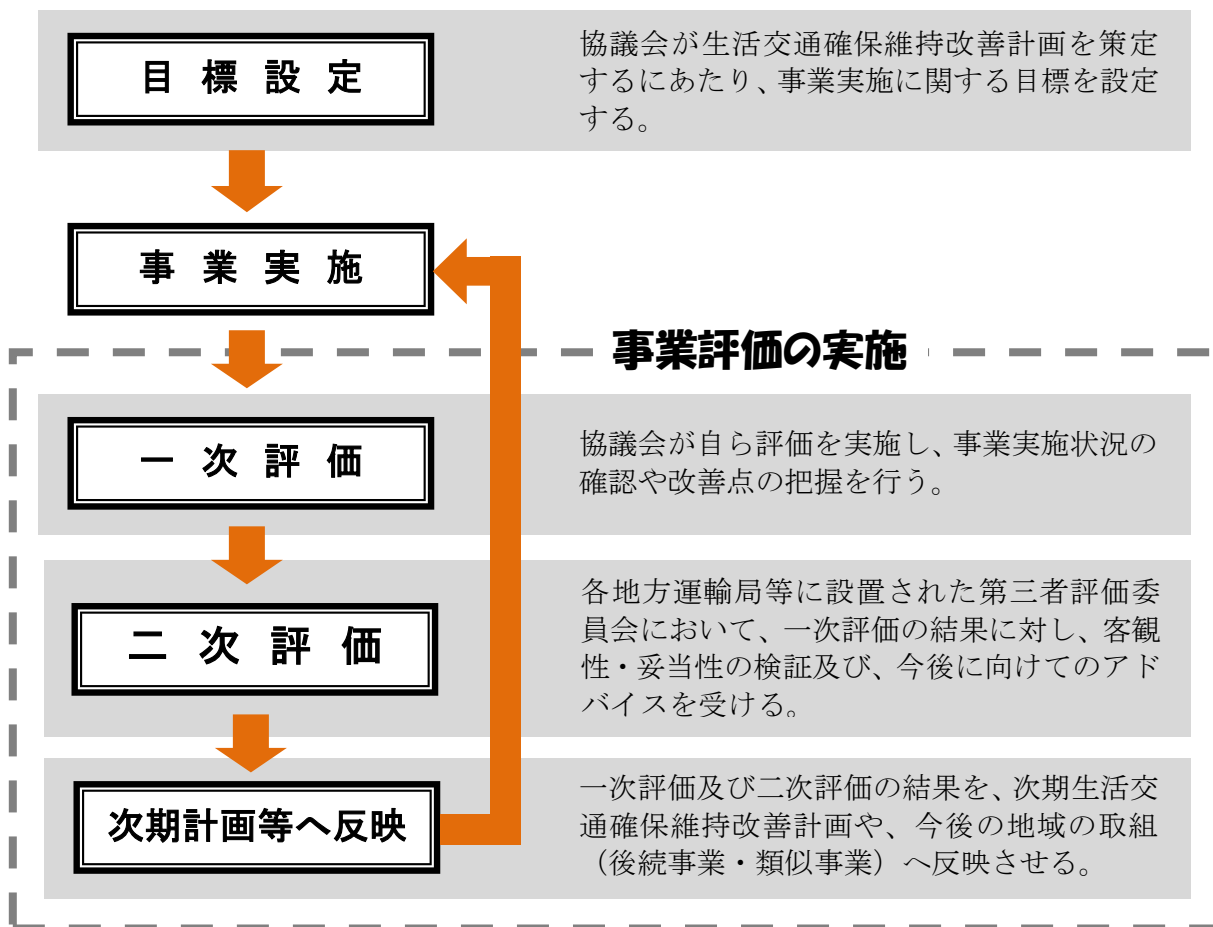 目標設定
協議会が生活交通確保維持改善計画を策定
するにあたり、事業実施に関する目標を設定
する。
事業実施
事業評価の実施
一次評価
協議会が自ら評価を実施し、事業実施状況の
確認や改善点の把握を行う。
二次評価
各地方運輸局等に設置された第三者評価委
員会において、一次評価の結果に対し、客観
性・妥当性の検証及び、今後に向けてのアド
バイスを受ける。
次期計画等へ反映
一次評価及び二次評価の結果を、次期生活交
通確保維持改善計画や、今後の地域の取組
（後続事業・類似事業）へ反映させる。